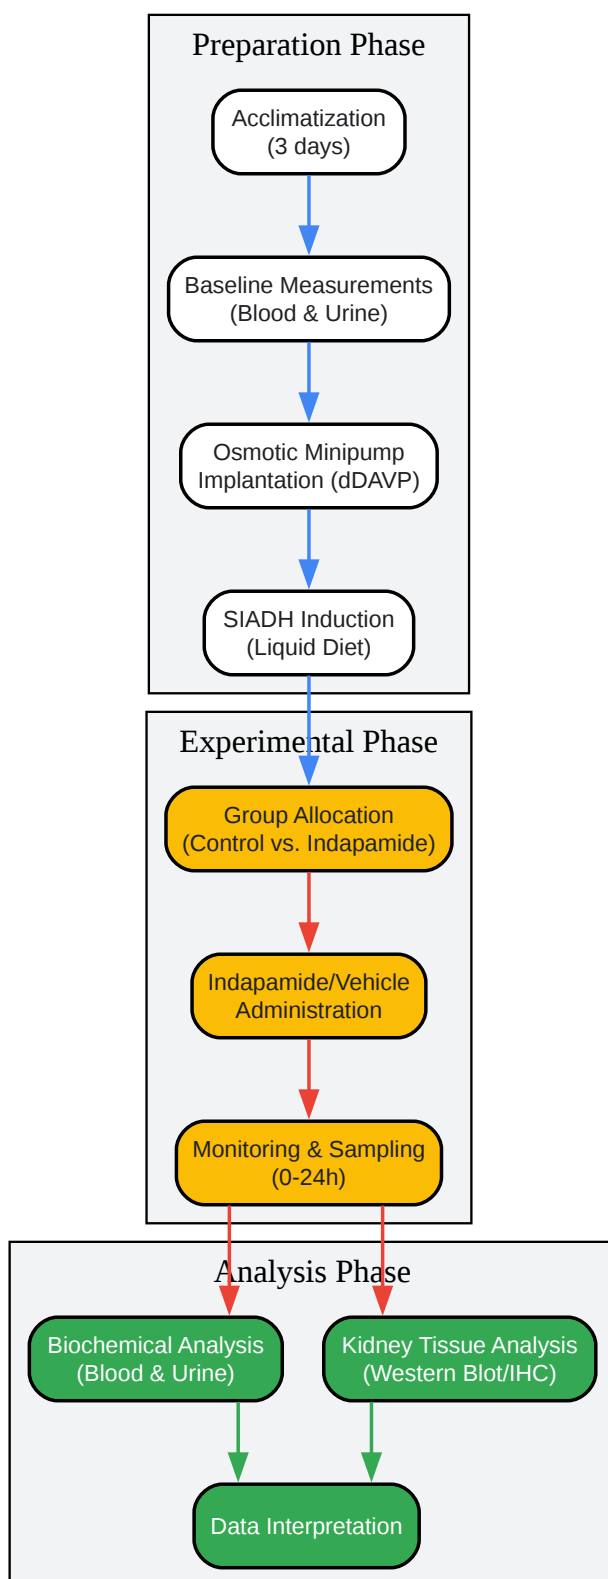 Preparation Phase
Acclimatization
(3 days)
Baseline Measurements
(Blood & Urine)
Osmotic Minipump
Implantation (dDAVP)
SIADH Induction
(Liquid Diet)
Experimental Phase
Group Allocation
(Control vs. Indapamide)
Indapamide/Vehicle
Administration
Monitoring & Sampling
(0-24h)
Analysis Phase
Biochemical Analysis
(Blood & Urine)
Kidney Tissue Analysis
(Western Blot/IHC)
Data Interpretation